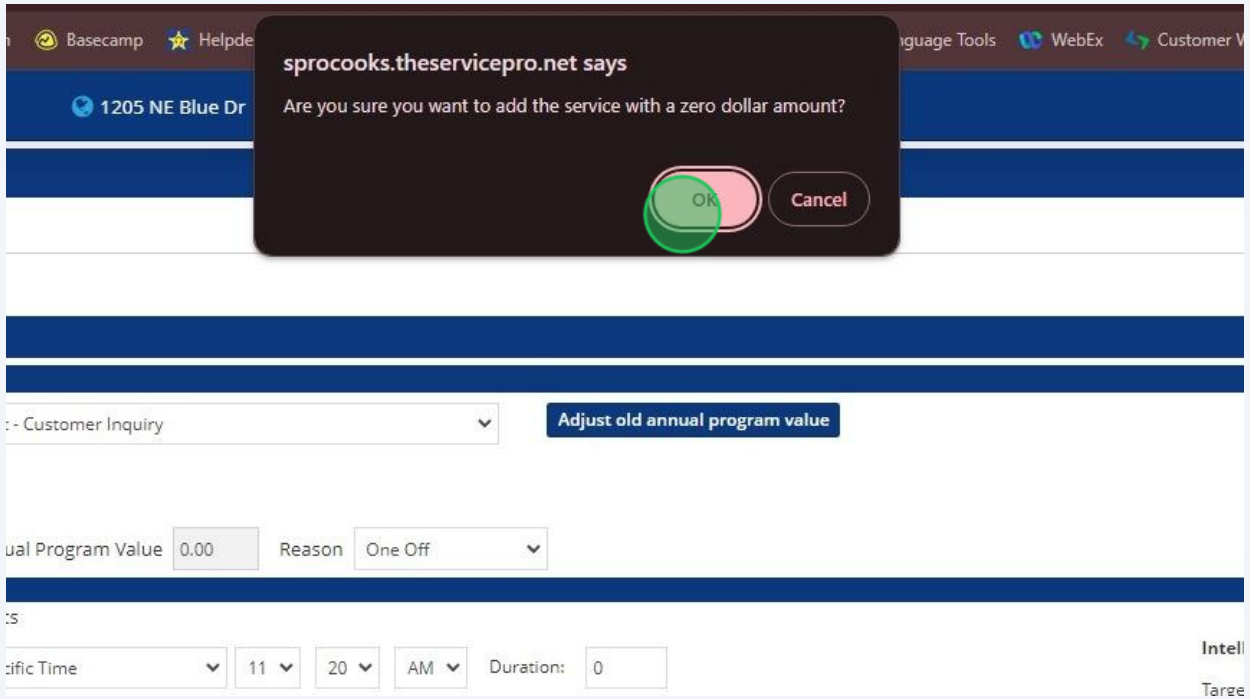 Basecamp Helpde nguage Tools WebEx Customer V
sprocooks.theservicepro.net says
Are you sure you want to add the service with a zero dollar amount?
1205 NE Blue Dr
OK Cancel
- Customer Inquiry
Adjust old annual program value
ual Program Value 0.00 Reason One Off
cific Time 11 20 AM Duration: 0
Intell
Targe